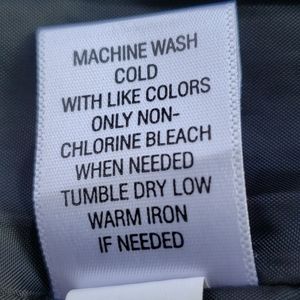 MACHINE WASH
COLD
WITH LIKE COLORS
ONLY NON-
CHLORINE BLEACH
WHEN NEEDED
TUMBLE DRY LOW
WARM IRON
IF NEEDED